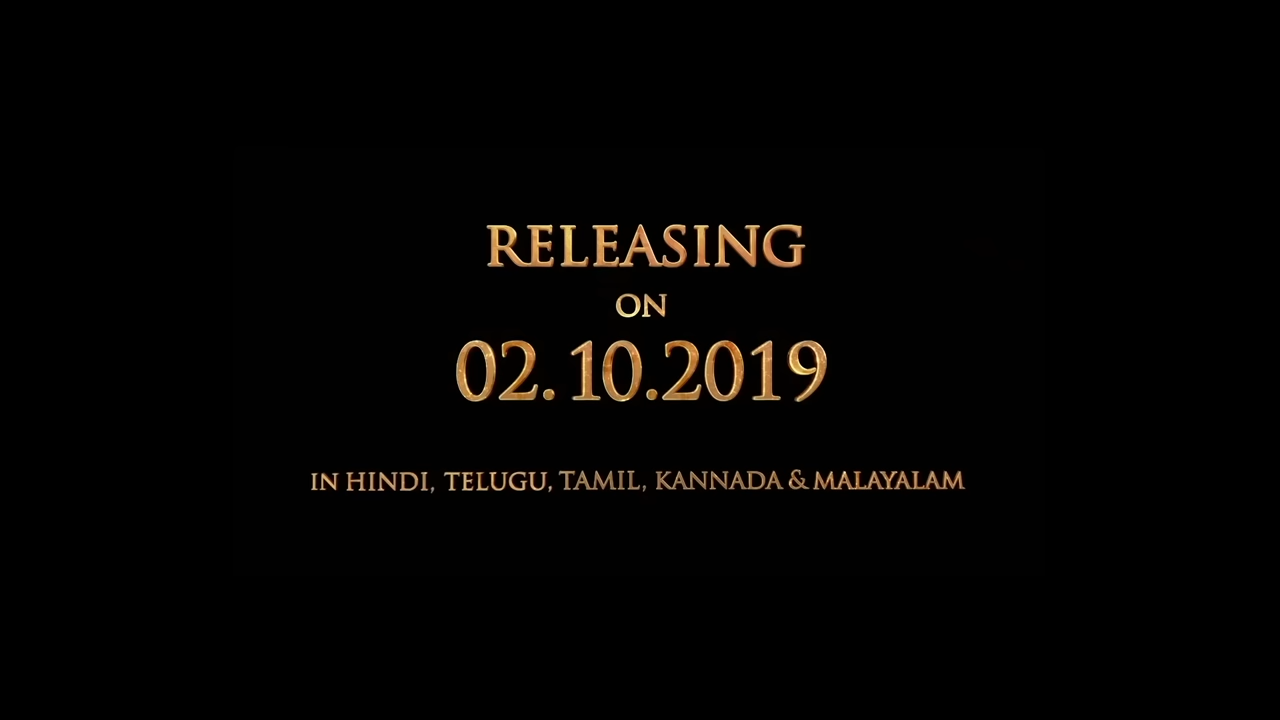 RELEASING
ON
02.10.2019
IN HINDI, TELUGU, TAMIL, KANNADA & MALAYALAM